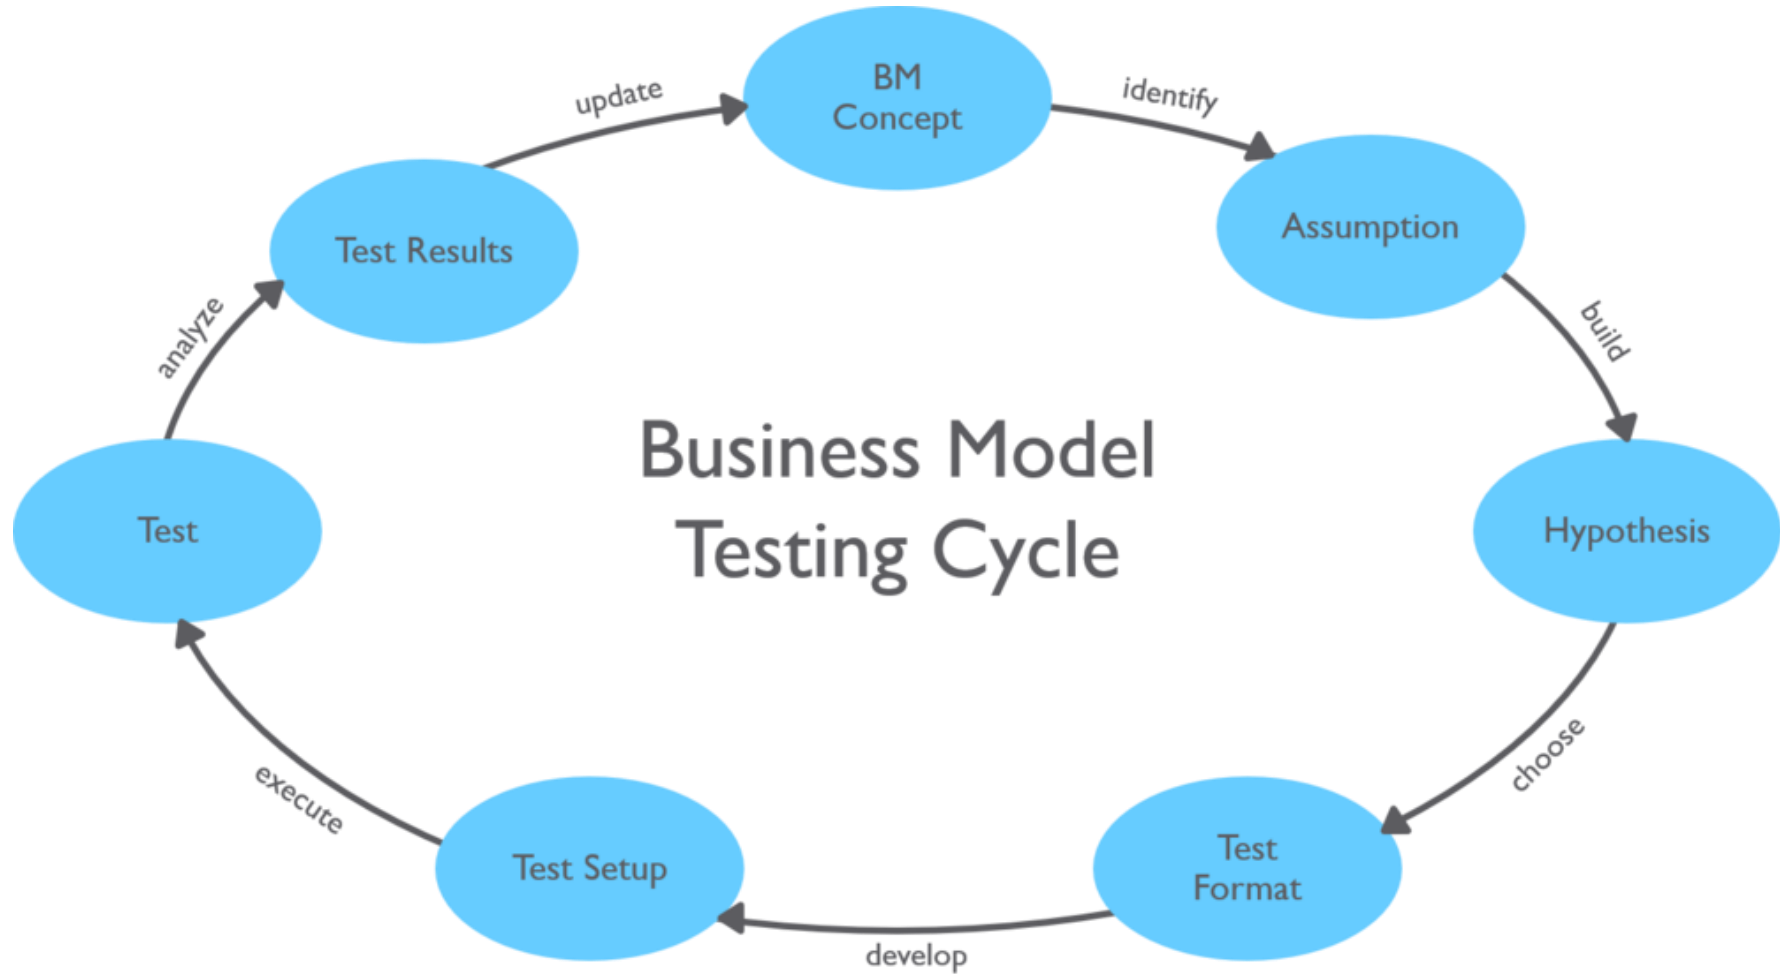 BM
Concept
identify
Assumption
build
Hypothesis
choose
Test
Format
develop
Test Setup
execute
Test
analyze
Test Results
update
Business Model
Testing Cycle